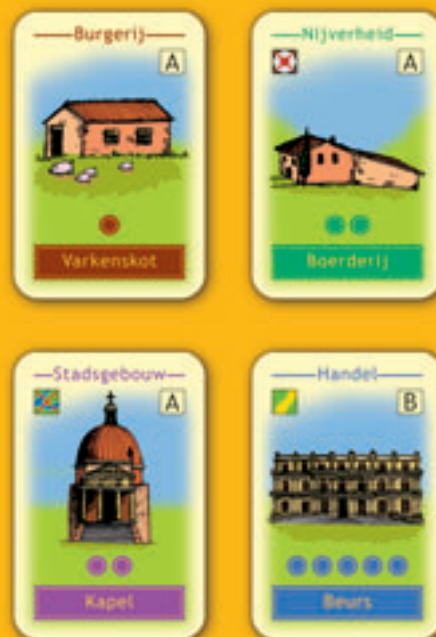 Burgerij
A
Varkenskot
Nijverheid
A
Boerderij
Stadsgebouw
A
Kapel
Handel
B
Beurs